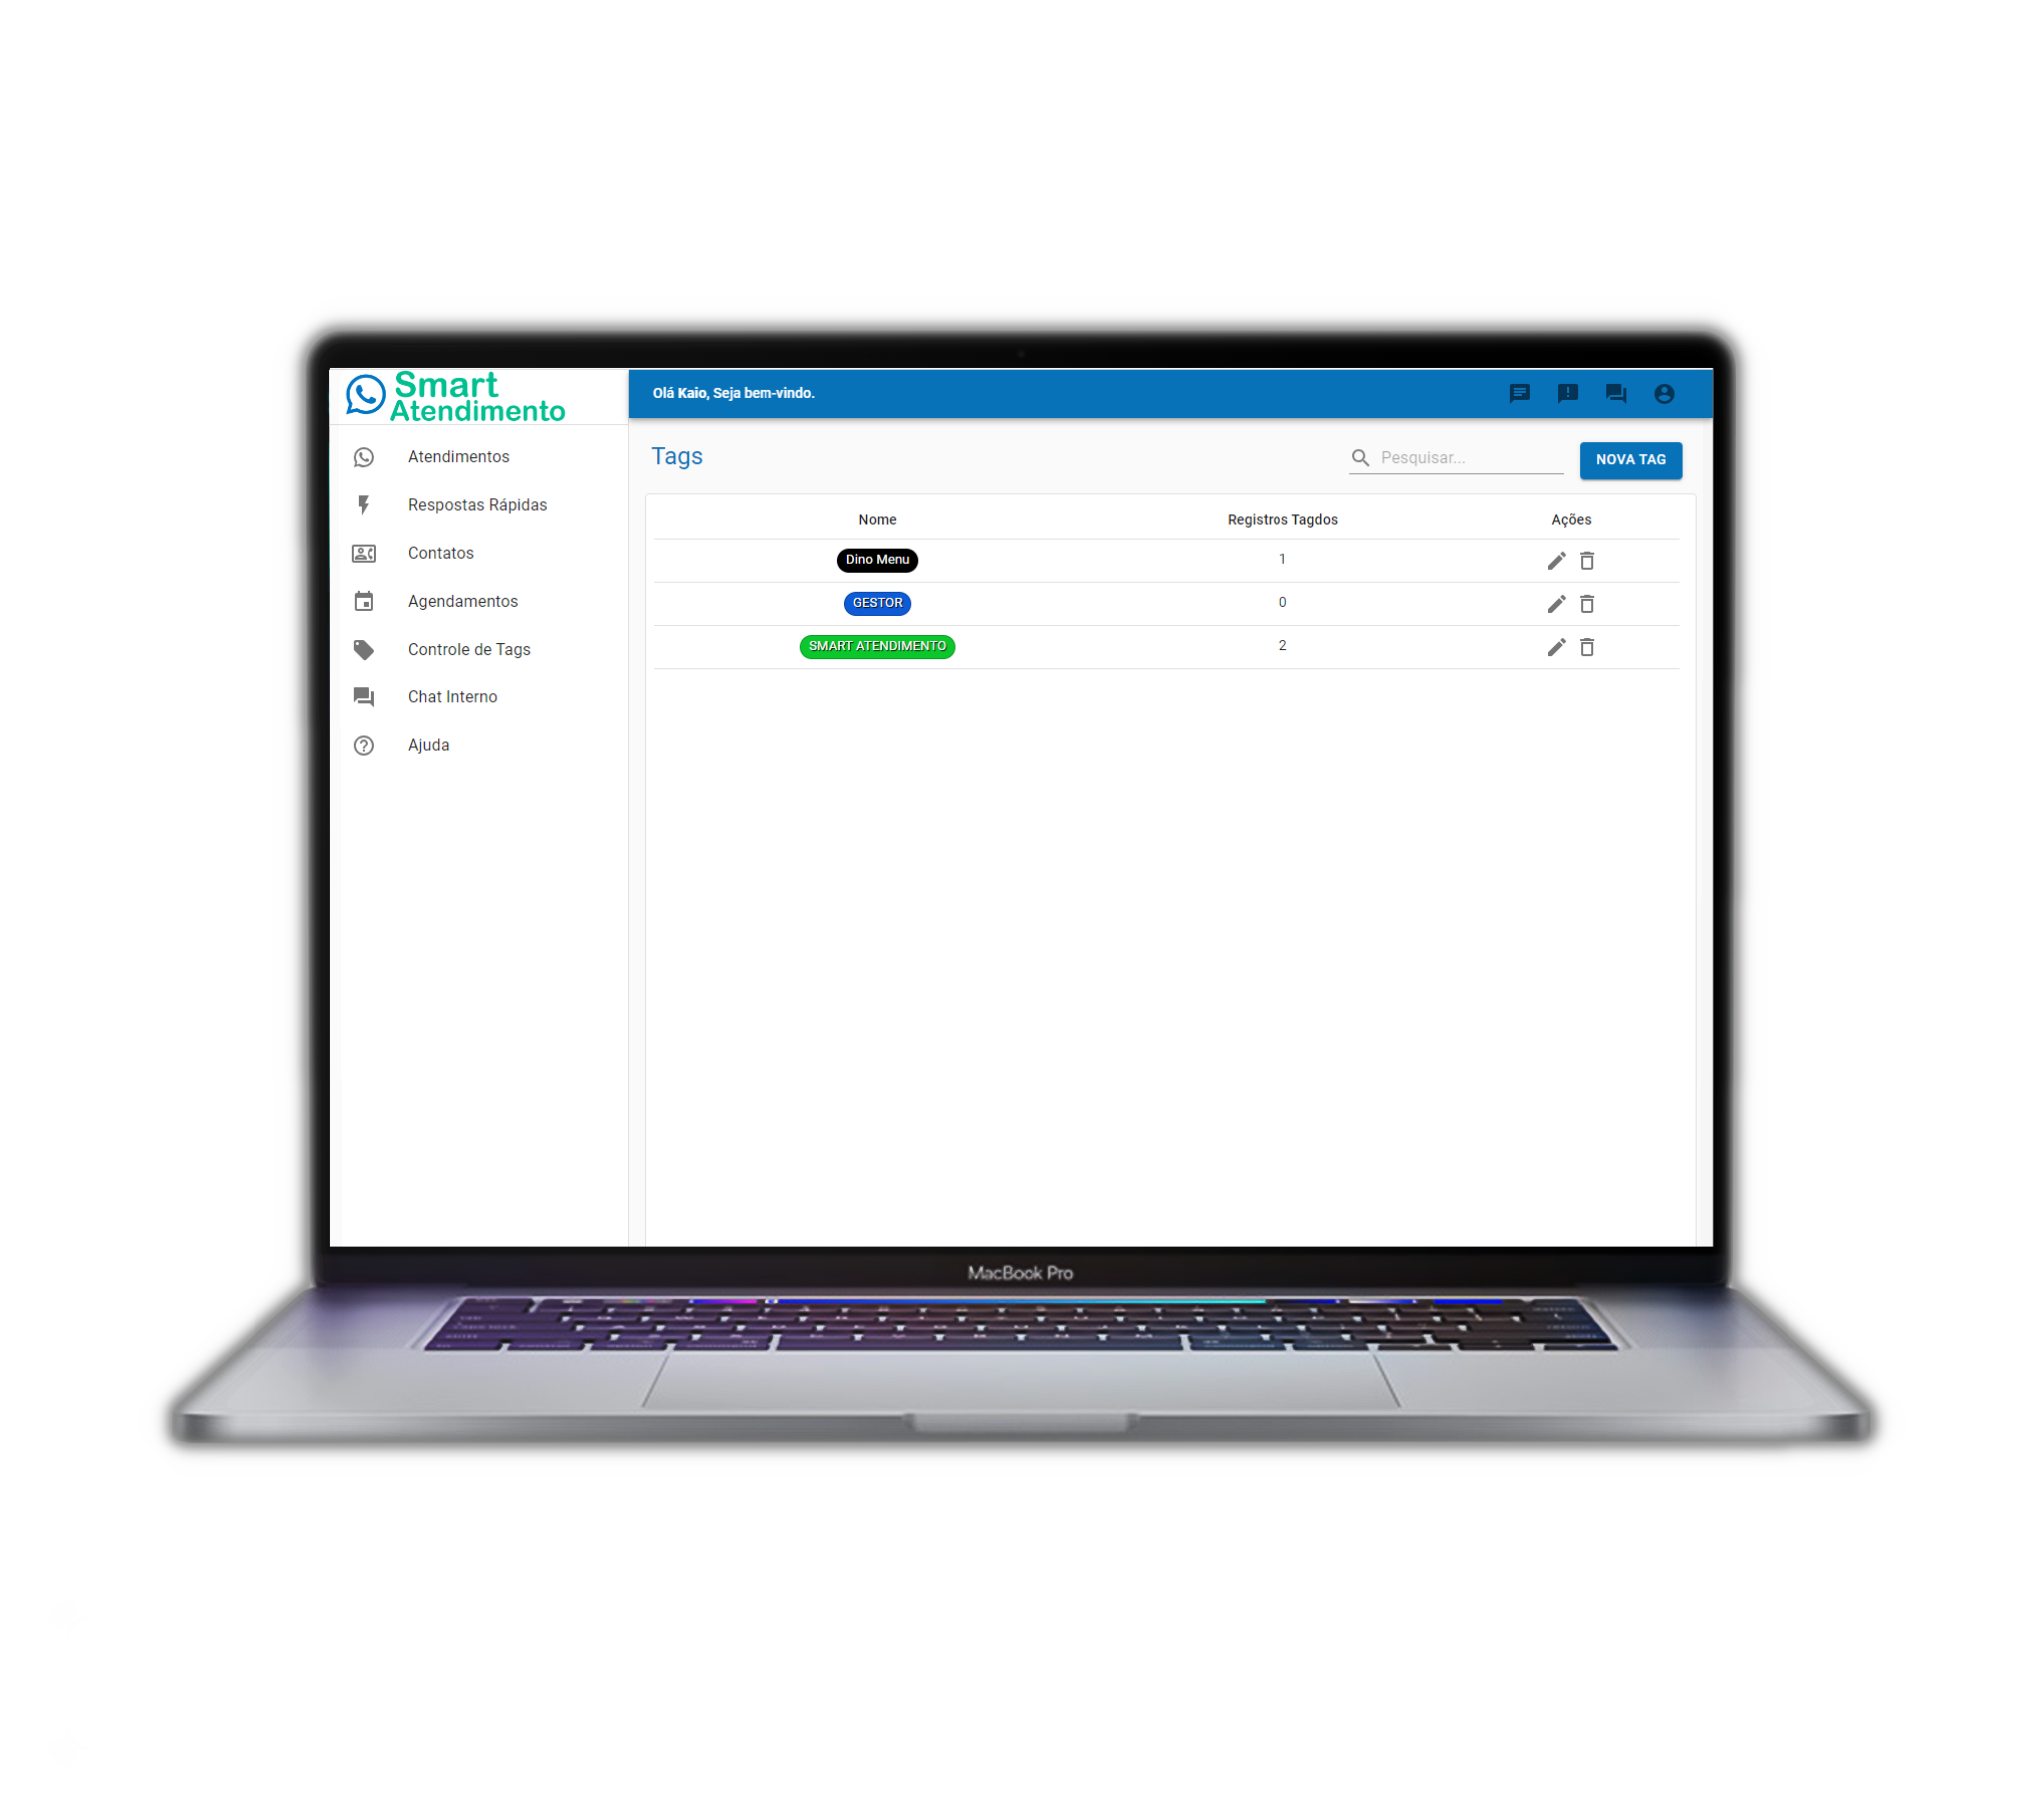 Smart
Atendimento
Olá Kaio, Seja bem-vindo.
Atendimentos
Respostas Rápidas
Contatos
Agendamentos
Controle de Tags
Chat Interno
Ajuda
Tags
Pesquisar...
NOVA TAG
Nome Registros Tagdos Ações
Dino Menu 1
GESTOR 0
SMART ATENDIMENTO 2
MacBook Pro